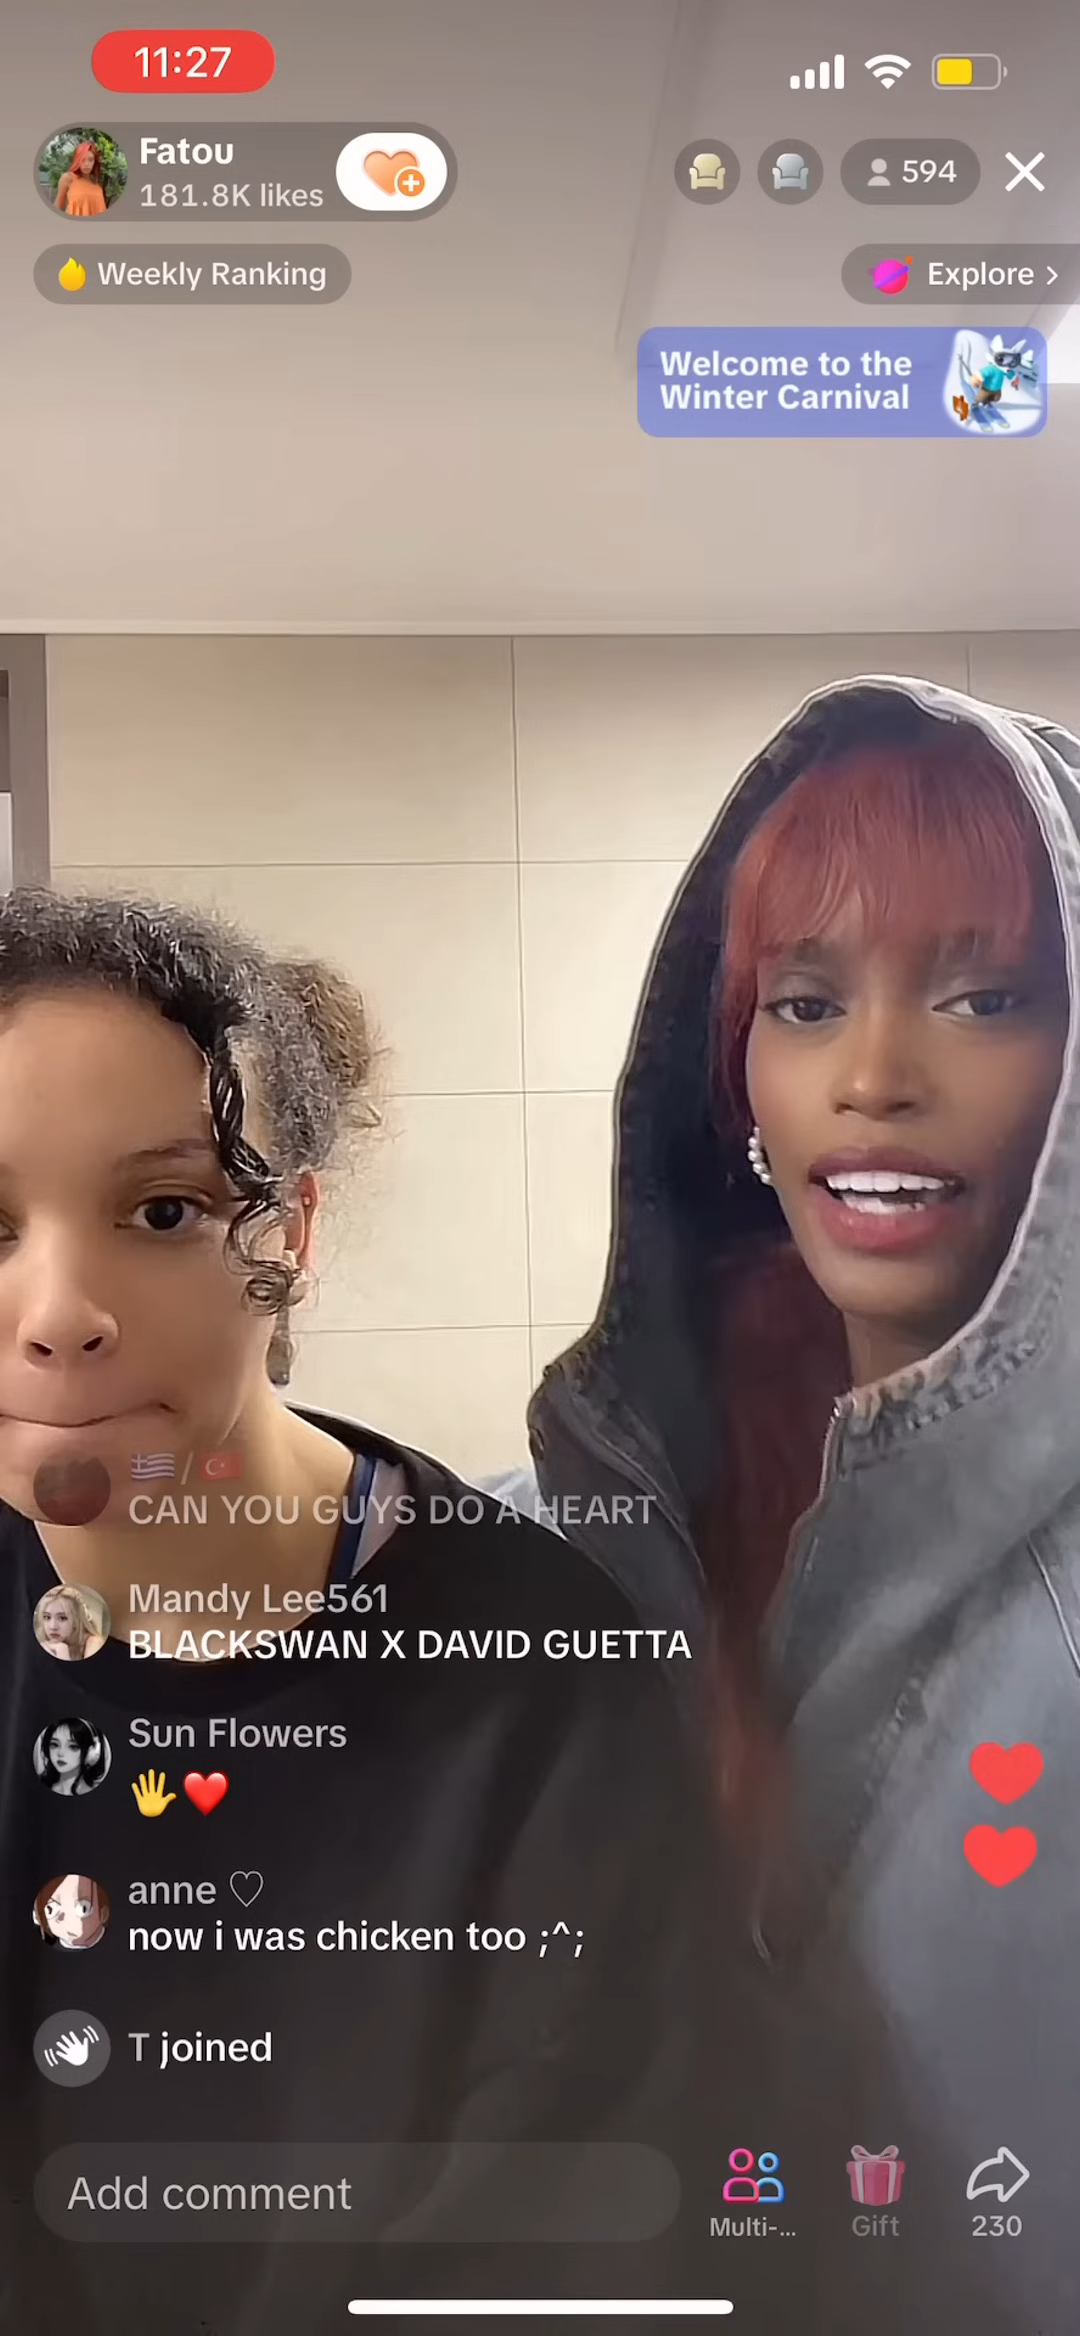 11:27
Fatou
181.8K likes
594
Weekly Ranking
Explore >
Welcome to the
Winter Carnival
🇬🇷/🇹🇷
CAN YOU GUYS DO A HEART
Mandy Lee561
BLACKSWAN X DAVID GUETTA
Sun Flowers
🖐❤️
anne ♡
now i was chicken too ;^;
T joined
Add comment
Multi-...
Gift
230